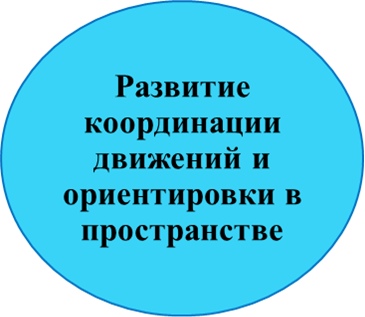 Развитие
координации
движений и
ориентировки в
пространстве